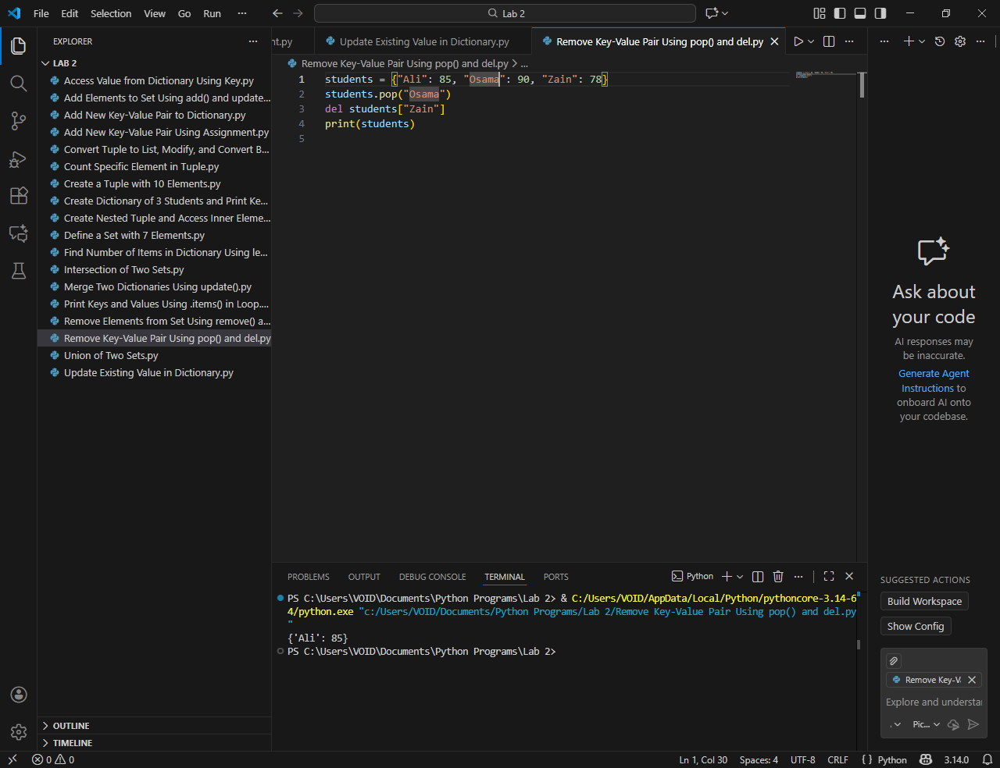 File Edit Selection View Go Run ··· Lab 2
EXPLORER ···
LAB 2
Access Value from Dictionary Using Key.py
Add Elements to Set Using add() and update...
Add New Key-Value Pair to Dictionary.py
Add New Key-Value Pair Using Assignment.py
Convert Tuple to List, Modify, and Convert B...
Count Specific Element in Tuple.py
Create a Tuple with 10 Elements.py
Create Dictionary of 3 Students and Print Ke...
Create Nested Tuple and Access Inner Eleme...
Define a Set with 7 Elements.py
Find Number of Items in Dictionary Using le...
Intersection of Two Sets.py
Merge Two Dictionaries Using update().py
Print Keys and Values Using .items() in Loop....
Remove Elements from Set Using remove() a...
Remove Key-Value Pair Using pop() and del.py
Union of Two Sets.py
Update Existing Value in Dictionary.py
OUTLINE
TIMELINE
nt.py Update Existing Value in Dictionary.py Remove Key-Value Pair Using pop() and del.py
Remove Key-Value Pair Using pop() and del.py > ...
1 students = {"Ali": 85, "Osama": 90, "Zain": 78}
2 students.pop("Osama")
3 del students["Zain"]
4 print(students)
5
PROBLEMS OUTPUT DEBUG CONSOLE TERMINAL PORTS Python
PS C:\Users\VOID\Documents\Python Programs\Lab 2> & C:/Users/VOID/AppData/Local/Python/pythoncore-3.14-6
4/python.exe "c:/Users/VOID/Documents/Python Programs/Lab 2/Remove Key-Value Pair Using pop() and del.py
"
{'Ali': 85}
PS C:\Users\VOID\Documents\Python Programs\Lab 2>
Ask about
your code
AI responses may
be inaccurate.
Generate Agent
Instructions to
onboard AI onto
your codebase.
SUGGESTED ACTIONS
Build Workspace
Show Config
Remove Key-V
Explore and understa
Pic...
0 0 Ln 1, Col 30 Spaces: 4 UTF-8 CRLF { } Python 3.14.0